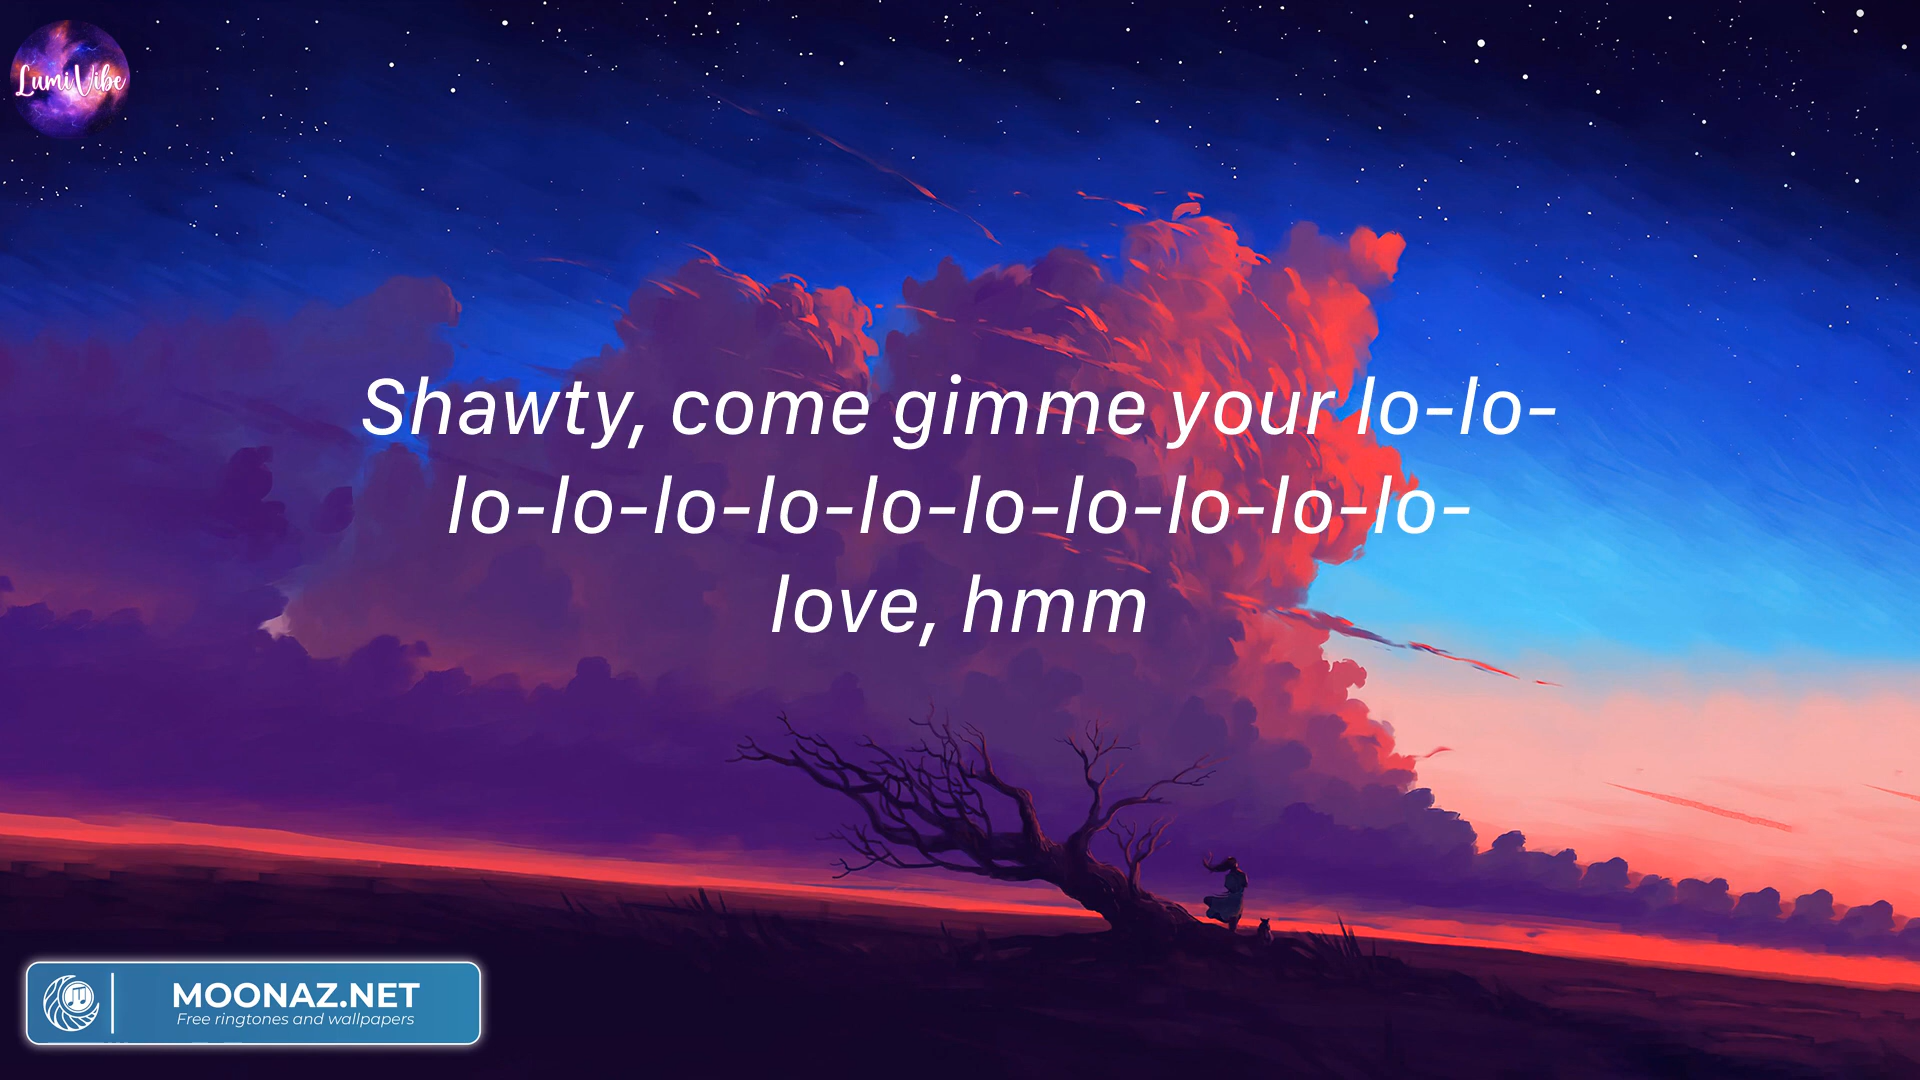 LumiVibe
Shawty, come gimme your lo-lo-
lo-lo-lo-lo-lo-lo-lo-lo-lo-lo-
love, hmm
MOONAZ.NET
Free ringtones and wallpapers